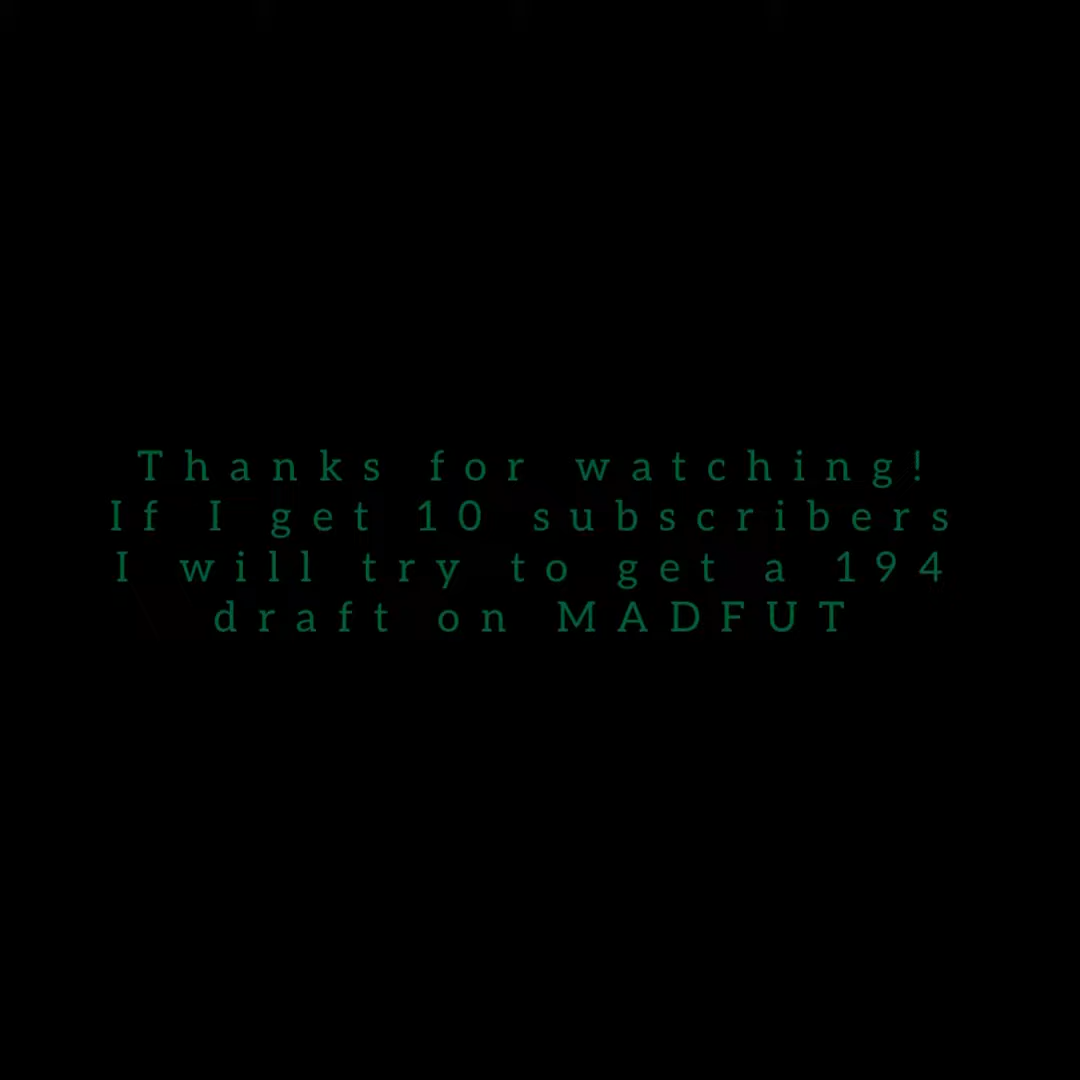 Thanks for watching!
If I get 10 subscribers
I will try to get a 194
draft on MADFUT